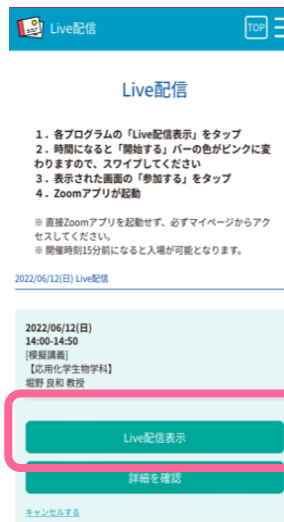 Live配信
TOP
Live配信
１．各プログラムの「Live配信表示」をタップ
２．時間になると「開始する」バーの色がピンクに変
わりますので、スワイプしてください
３．表示された画面の「参加する」をタップ
４．Zoomアプリが起動
※ 直接Zoomアプリを起動せず、必ずマイページからアク
セスしてください。
※ 開催時刻15分前になると入場が可能となります。
2022/06/12(日) Live配信
2022/06/12(日)
14:00-14:50
[模擬講義]
【応用化学生物学科】
堀野 良和 教授
Live配信表示
詳細を確認
キャンセルする